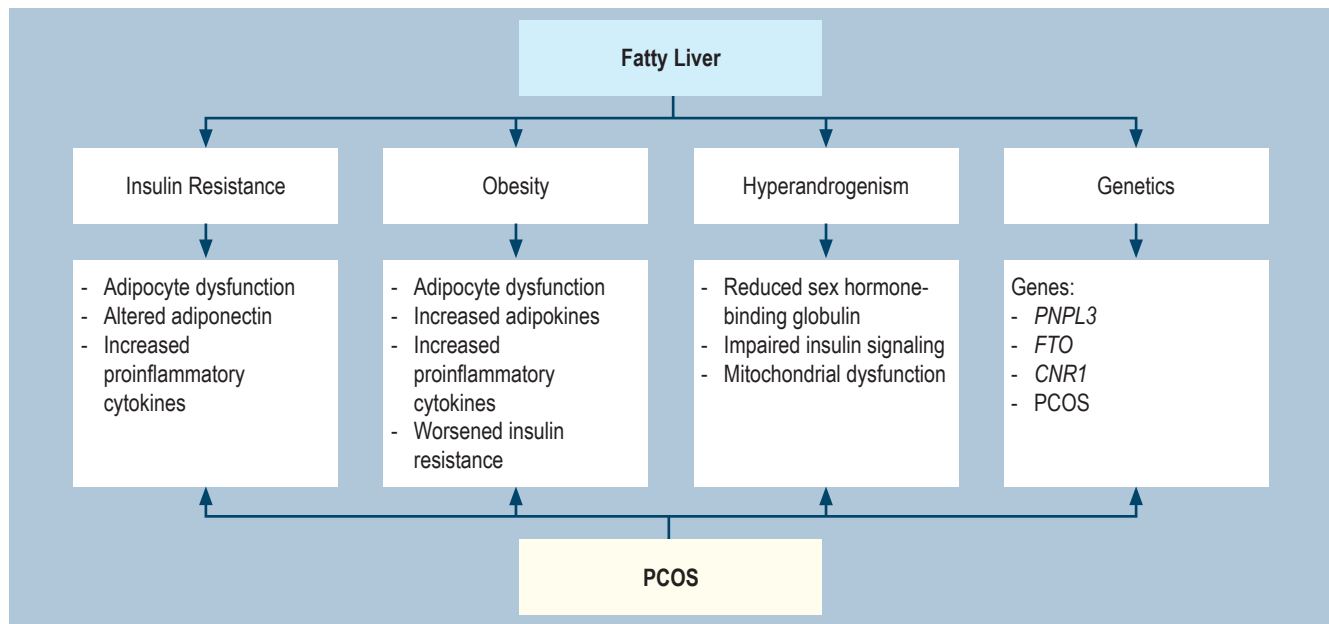 Fatty Liver
Insulin Resistance
Obesity
Hyperandrogenism
Genetics
- Adipocyte dysfunction
- Altered adiponectin
- Increased
proinflammatory
cytokines
- Adipocyte dysfunction
- Increased adipokines
- Increased
proinflammatory
cytokines
- Worsened insulin
resistance
- Reduced sex hormone-
binding globulin
- Impaired insulin signaling
- Mitochondrial dysfunction
Genes:
- PNPL3
- FTO
- CNR1
- PCOS
PCOS